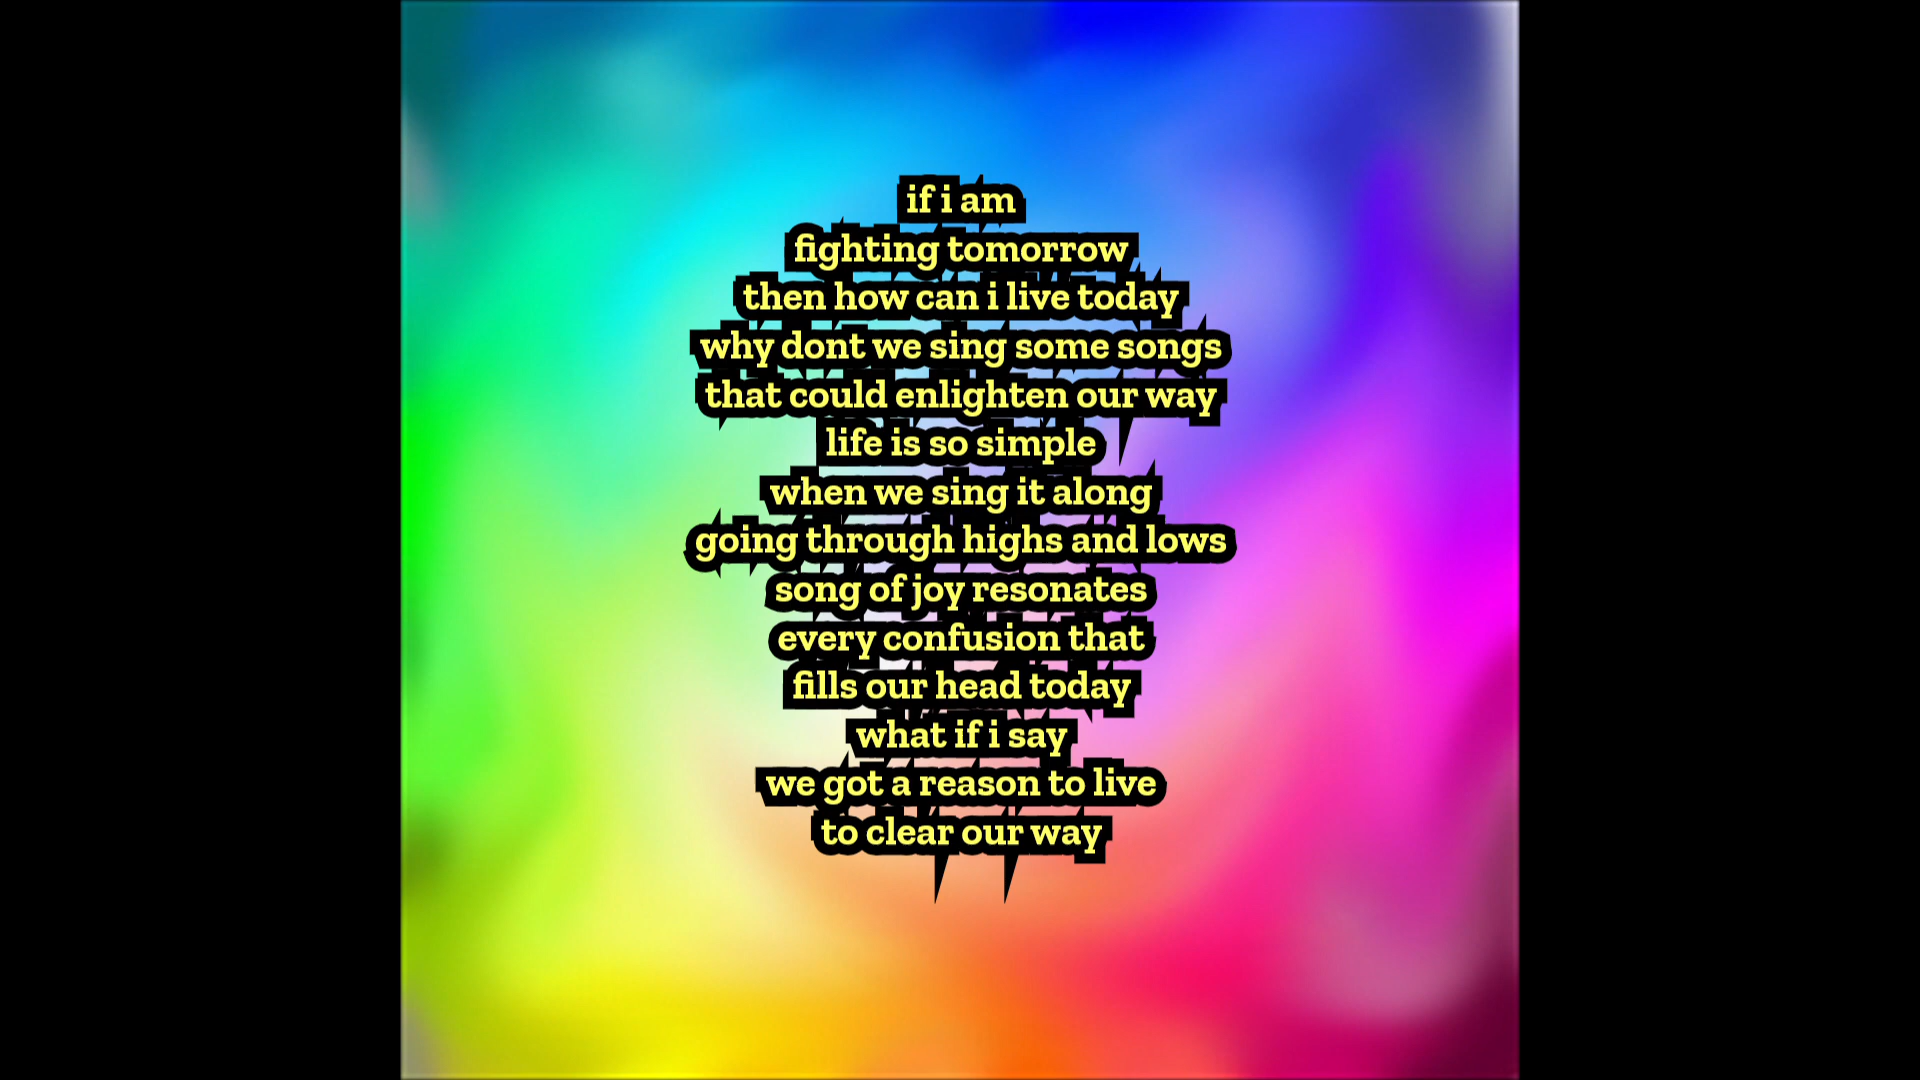 if i am
fighting tomorrow
then how can i live today
why dont we sing some songs
that could enlighten our way
life is so simple
when we sing it along
going through highs and lows
song of joy resonates
every confusion that
fills our head today
what if i say
we got a reason to live
to clear our way